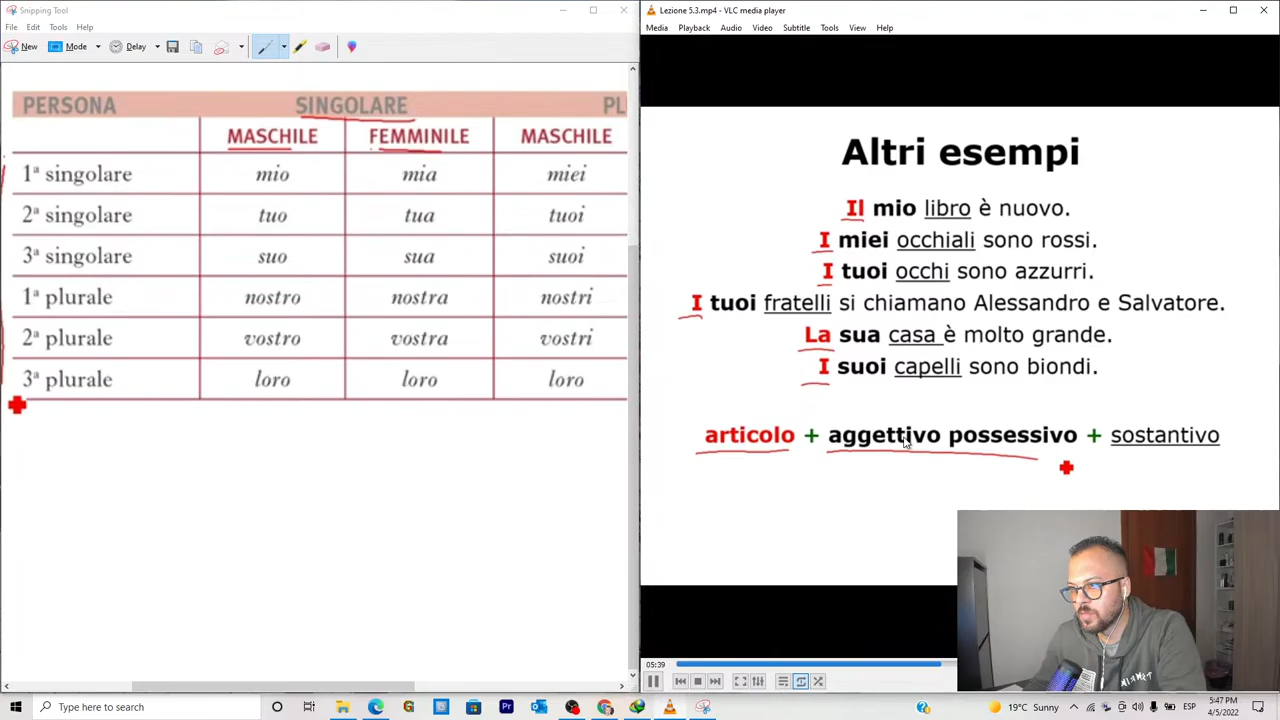 Snipping Tool
File Edit Tools Help
New Mode Delay
PERSONA SINGOLARE PL
MASCHILE FEMMINILE MASCHILE
1ª singolare mio mia miei
2ª singolare tuo tua tuoi
3ª singolare suo sua suoi
1ª plurale nostro nostra nostri
2ª plurale vostro vostra vostri
3ª plurale loro loro loro
Lezione 5.3.mp4 - VLC media player
Media Playback Audio Video Subtitle Tools View Help
Altri esempi
Il mio libro è nuovo.
I miei occhiali sono rossi.
I tuoi occhi sono azzurri.
I tuoi fratelli si chiamano Alessandro e Salvatore.
La sua casa è molto grande.
I suoi capelli sono biondi.
articolo + aggettivo possessivo + sostantivo
05:39
Type here to search
19°C Sunny
ESP
5:47 PM
4/5/2022